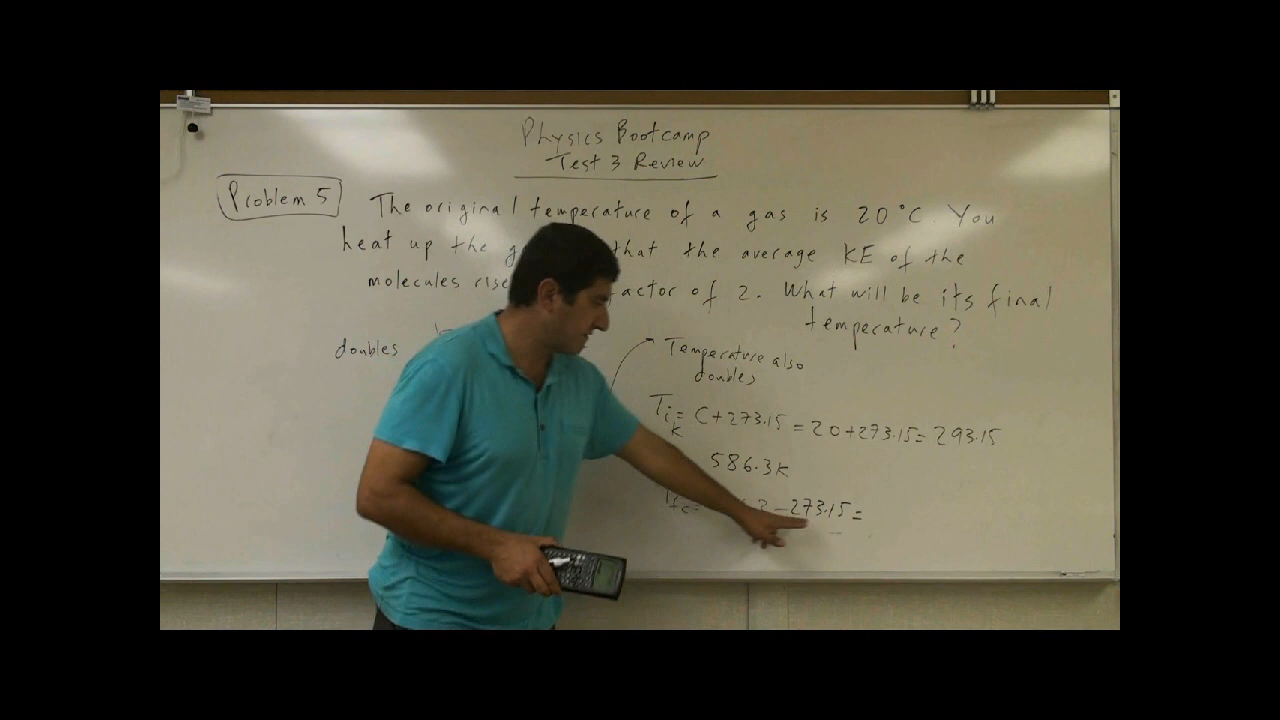 Physics Bootcamp
Test 3 Review
Problem 5
The original temperature of a gas is 20°C. You
heat up the that the average KE of the
molecules of 2. What will be its final
temperature?
doubles
Temperature also
doubles
Ti K = C + 273.15 = 20 + 273.15 = 293.15
586.3 K
- 273.15 =